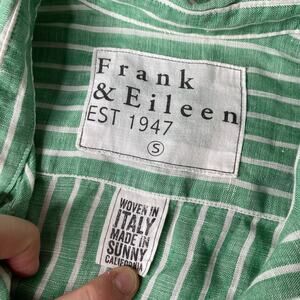 Frank
& Eileen
EST 1947
S
WOVEN IN
ITALY
MADE IN
SUNNY
CALIFORNIA